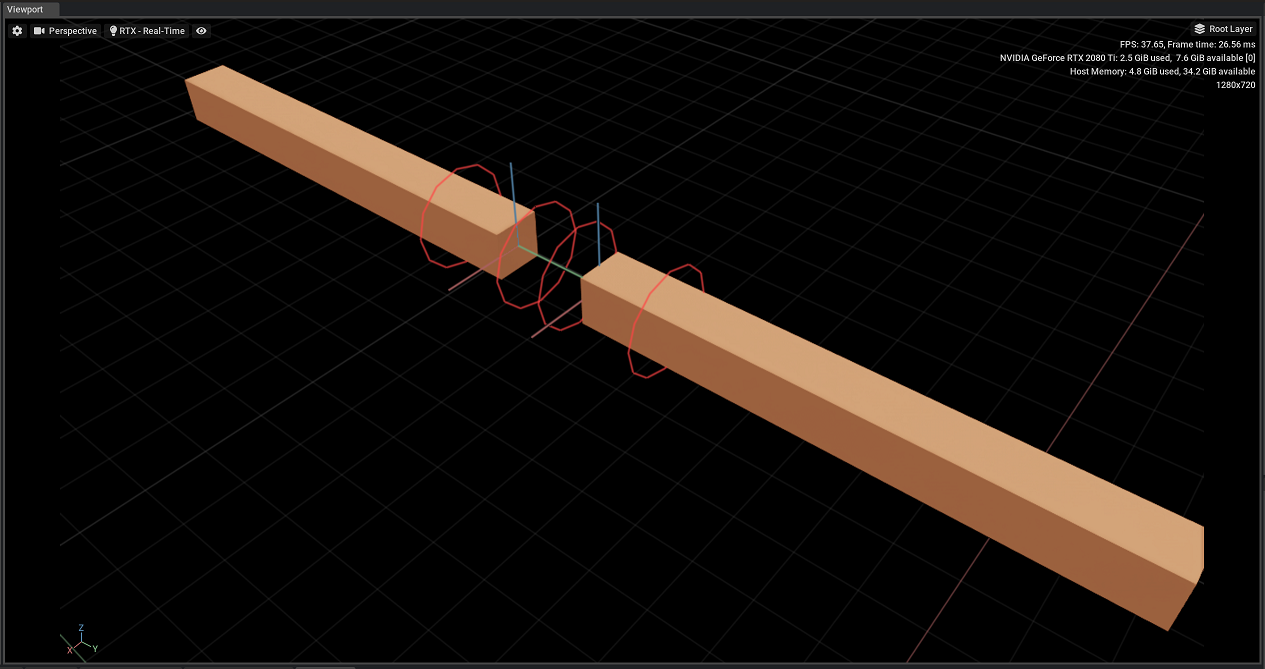 Viewport
Perspective
RTX - Real-Time
Root Layer
FPS: 37.65, Frame time: 26.56 ms
NVIDIA GeForce RTX 2080 Ti: 2.5 GiB used, 7.6 GiB available [0]
Host Memory: 4.8 GiB used, 34.2 GiB available
1280x720
Z
X
Y